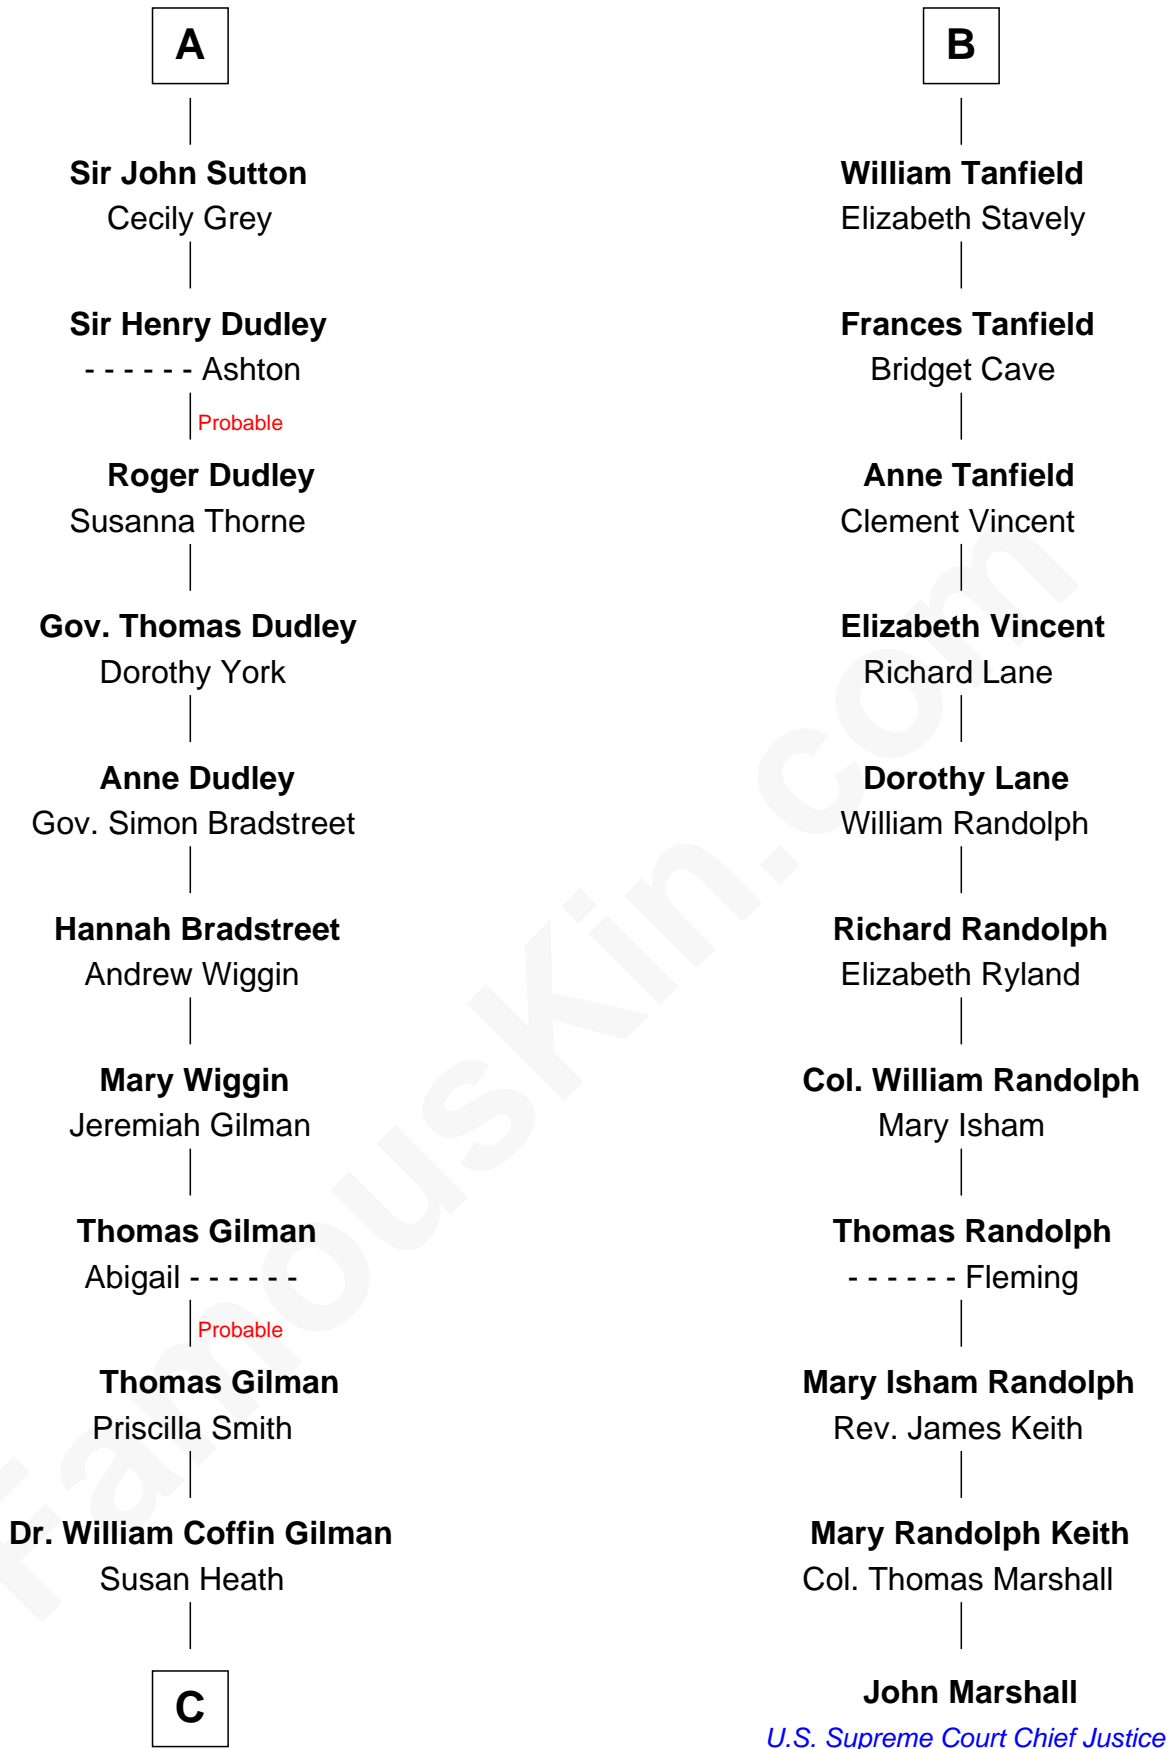 A
Sir John Sutton
Cecily Grey
Sir Henry Dudley
- - - - - - Ashton
Probable
Roger Dudley
Susanna Thorne
Gov. Thomas Dudley
Dorothy York
Anne Dudley
Gov. Simon Bradstreet
Hannah Bradstreet
Andrew Wiggin
Mary Wiggin
Jeremiah Gilman
Thomas Gilman
Abigail - - - - - -
Probable
Thomas Gilman
Priscilla Smith
Dr. William Coffin Gilman
Susan Heath
C
B
William Tanfield
Elizabeth Stavely
Frances Tanfield
Bridget Cave
Anne Tanfield
Clement Vincent
Elizabeth Vincent
Richard Lane
Dorothy Lane
William Randolph
Richard Randolph
Elizabeth Ryland
Col. William Randolph
Mary Isham
Thomas Randolph
- - - - - - Fleming
Mary Isham Randolph
Rev. James Keith
Mary Randolph Keith
Col. Thomas Marshall
John Marshall
U.S. Supreme Court Chief Justice
FamousKin.com